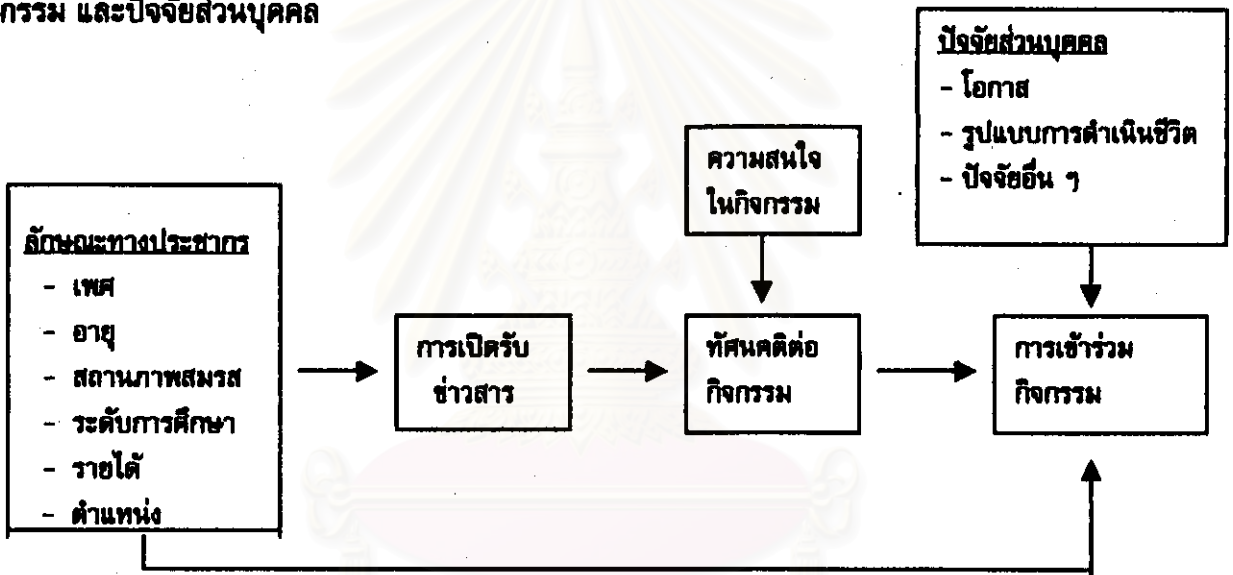 กรรม และปัจจัยส่วนบุคคล
ปัจจัยส่วนบุคคล
- โอกาส
- รูปแบบการดำเนินชีวิต
- ปัจจัยอื่น ๆ
ความสนใจ
ในกิจกรรม
ลักษณะทางประชากร
- เพศ
- อายุ
- สถานภาพสมรส
- ระดับการศึกษา
- รายได้
- ตำแหน่ง
การเปิดรับ
ข่าวสาร
ทัศนคติต่อ
กิจกรรม
การเข้าร่วม
กิจกรรม